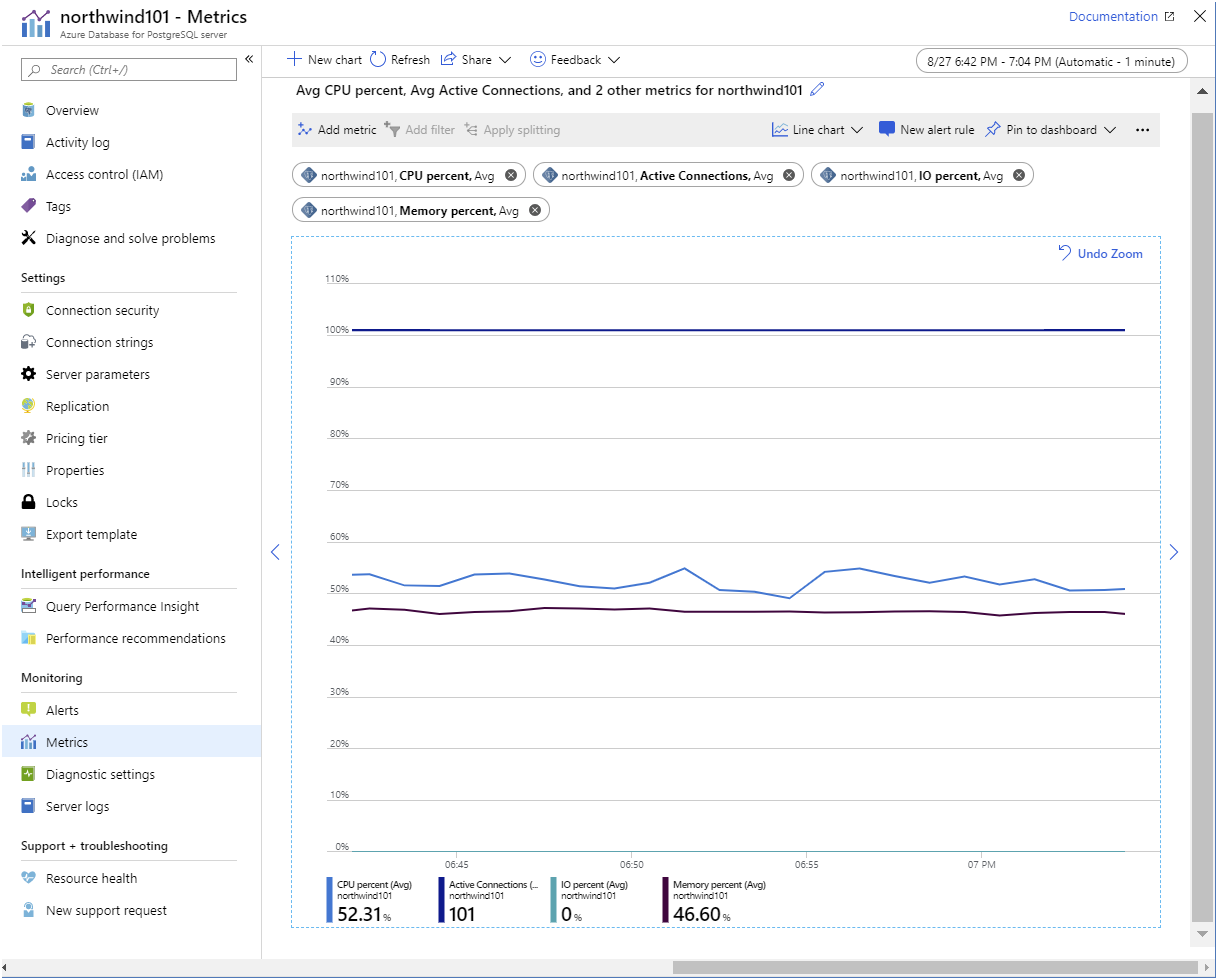 northwind101 - Metrics
Azure Database for PostgreSQL server
Documentation
Search (Ctrl+/)
«
Overview
Activity log
Access control (IAM)
Tags
Diagnose and solve problems
Settings
Connection security
Connection strings
Server parameters
Replication
Pricing tier
Properties
Locks
Export template
Intelligent performance
Query Performance Insight
Performance recommendations
Monitoring
Alerts
Metrics
Diagnostic settings
Server logs
Support + troubleshooting
Resource health
New support request
New chart Refresh Share Feedback
8/27 6:42 PM - 7:04 PM (Automatic - 1 minute)
Avg CPU percent, Avg Active Connections, and 2 other metrics for northwind101
Add metric Add filter Apply splitting Line chart New alert rule Pin to dashboard ...
northwind101, CPU percent, Avg
northwind101, Active Connections, Avg
northwind101, IO percent, Avg
northwind101, Memory percent, Avg
Undo Zoom
110%
100%
90%
80%
70%
60%
50%
40%
30%
20%
10%
0%
06:45 06:50 06:55 07 PM
CPU percent (Avg)
northwind101
52.31 %
Active Connections (...
northwind101
101
IO percent (Avg)
northwind101
0 %
Memory percent (Avg)
northwind101
46.60 %